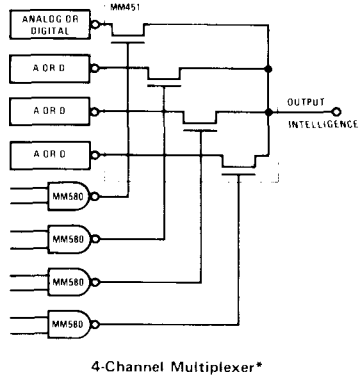 MM451
ANALOG OR
DIGITAL
A OR D
A OR D
A OR D
OUTPUT
INTELLIGENCE
MM580
MM580
MM580
MM580
4-Channel Multiplexer*